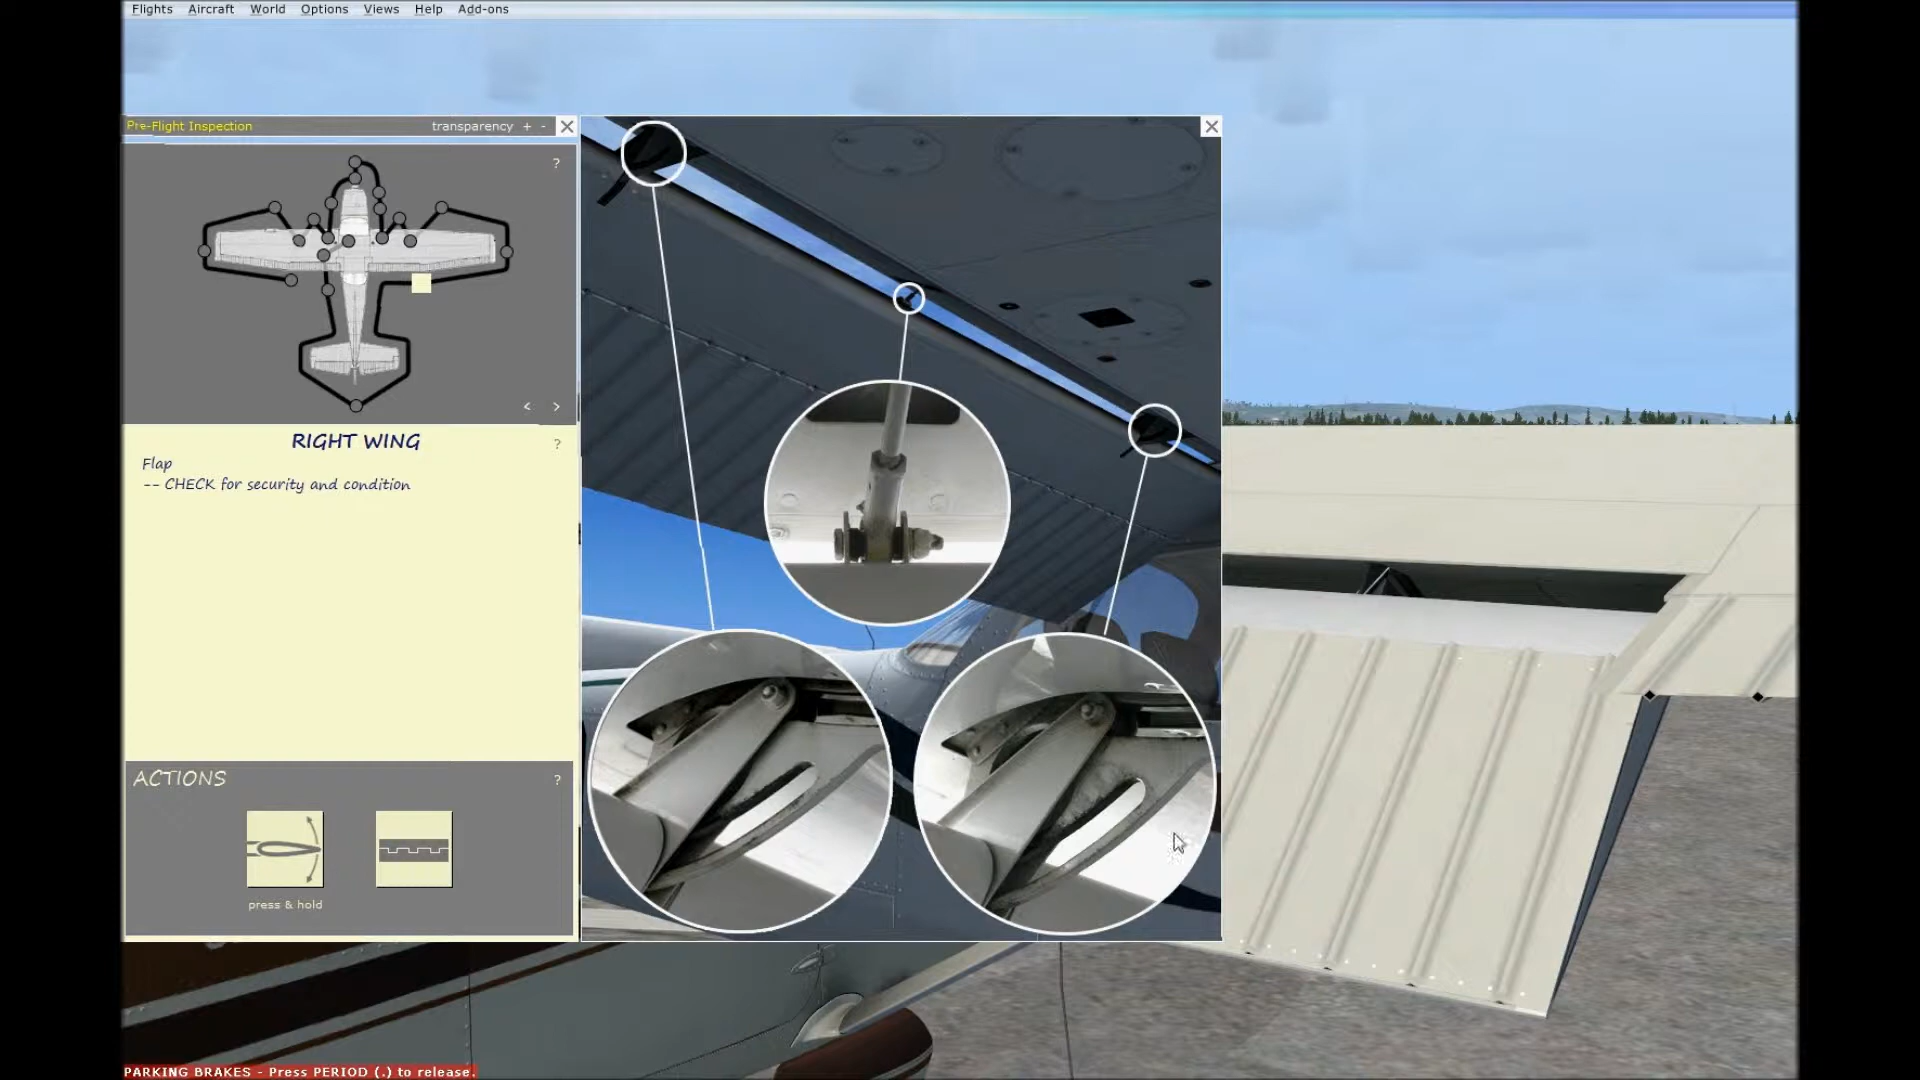 Flights Aircraft World Options Views Help Add-ons
Pre-Flight Inspection transparency + -
?
< >
RIGHT WING ?
Flap
-- CHECK for security and condition
ACTIONS ?
press & hold
PARKING BRAKES - Press PERIOD (.) to release.